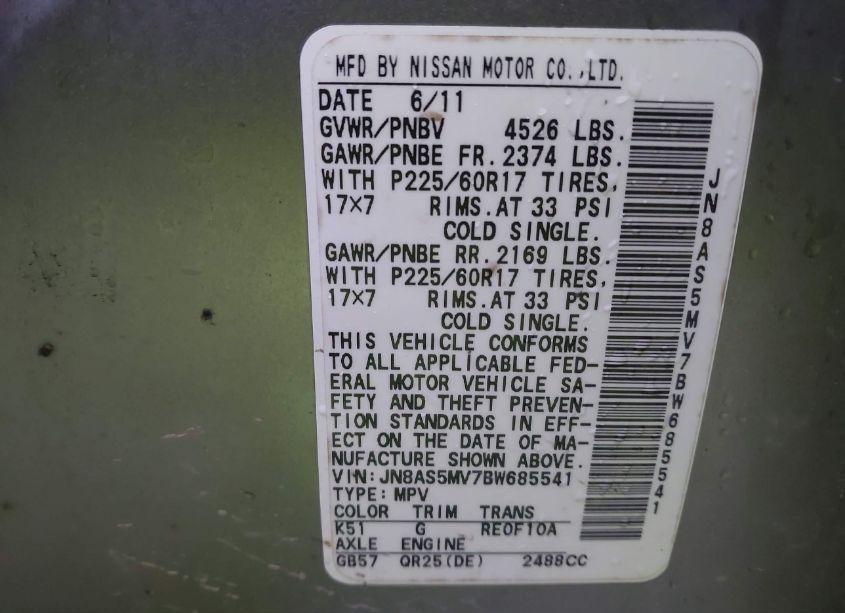 MFD BY NISSAN MOTOR CO.,LTD.
DATE 6/11
GVWR/PNBV 4526 LBS.
GAWR/PNBE FR. 2374 LBS.
WITH P225/60R17 TIRES,
17×7 RIMS.AT 33 PSI
COLD SINGLE.
GAWR/PNBE RR. 2169 LBS.
WITH P225/60R17 TIRES,
17×7 RIMS.AT 33 PSI
COLD SINGLE.
THIS VEHICLE CONFORMS
TO ALL APPLICABLE FED-
ERAL MOTOR VEHICLE SA-
FETY AND THEFT PREVEN-
TION STANDARDS IN EFF-
ECT ON THE DATE OF MA-
NUFACTURE SHOWN ABOVE.
VIN:JN8AS5MV7BW685541
TYPE:MPV
COLOR TRIM TRANS
K51 G RE0F10A
AXLE ENGINE
GB57 QR25(DE) 2488CC
JN8AS5MV7BW685541